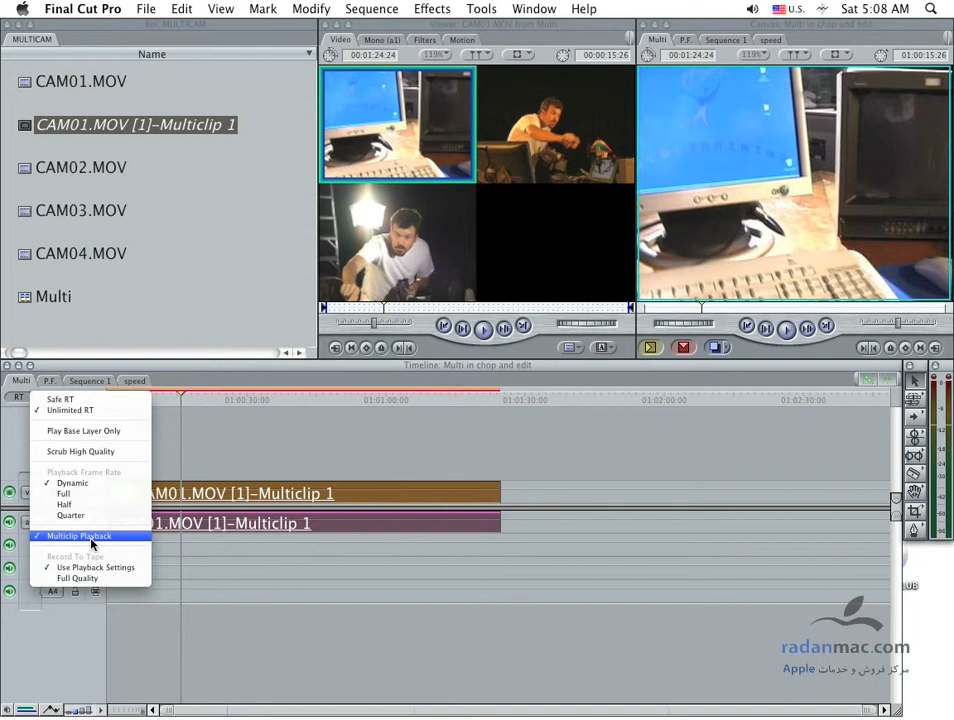 Final Cut Pro File Edit View Mark Modify Sequence Effects Tools Window Help U.S. Sat 5:08 AM
Bin: MULTICAM
MULTICAM
Name
CAM01.MOV
CAM01.MOV [1]-Multiclip 1
CAM02.MOV
CAM03.MOV
CAM04.MOV
Multi
Viewer: CAM01.MOV from Multi
Video Mono (a1) Filters Motion
00:01:24:24 119% 00:00:15:26
Canvas: Multi in chop and edit
Multi P.F. Sequence 1 speed
00:01:24:24 119% 01:00:15:26
Timeline: Multi in chop and edit
Multi P.F. Sequence 1 speed
RT
01:00:30:00 01:01:00:00 01:01:30:00 01:02:00:00 01:02:30:00
Safe RT
✓ Unlimited RT
Play Base Layer Only
Scrub High Quality
Playback Frame Rate
✓ Dynamic
Full
Half
Quarter
✓ Multiclip Playback
Record To Tape
✓ Use Playback Settings
Full Quality
AM01.MOV [1]-Multiclip 1
01.MOV [1]-Multiclip 1
A4
radanmac.com
مرکز فروش و خدمات Apple